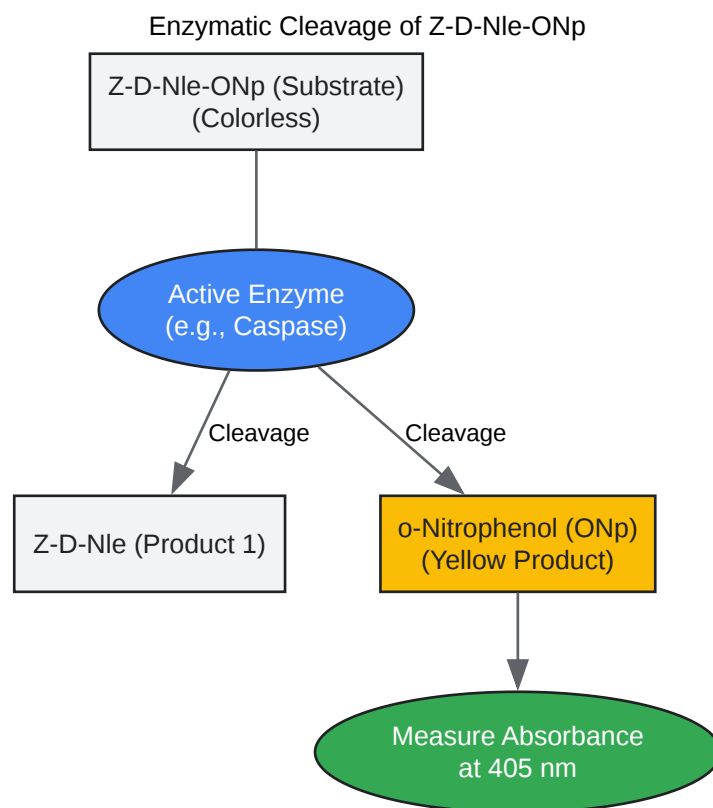 Enzymatic Cleavage of Z-D-Nle-ONp
Z-D-Nle-ONp (Substrate)
(Colorless)
Active Enzyme
(e.g., Caspase)
Cleavage
Cleavage
Z-D-Nle (Product 1)
o-Nitrophenol (ONp)
(Yellow Product)
Measure Absorbance
at 405 nm